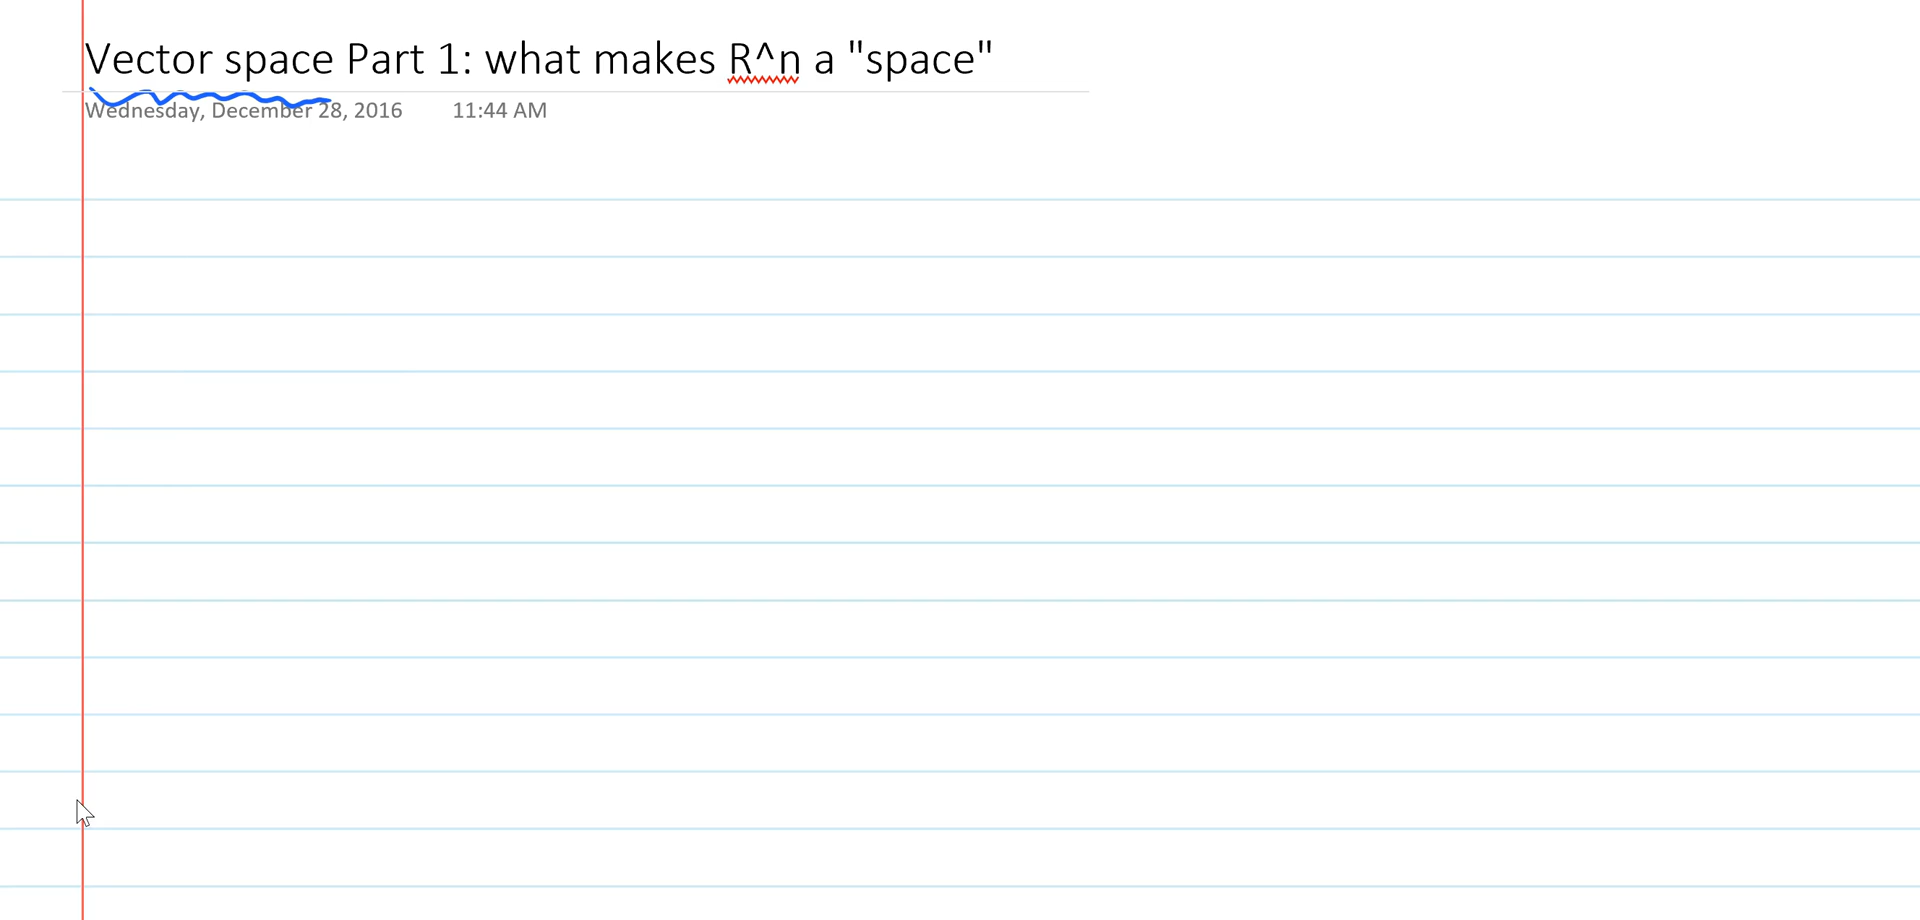 Vector space Part 1: what makes R^n a "space"
Wednesday, December 28, 2016 11:44 AM